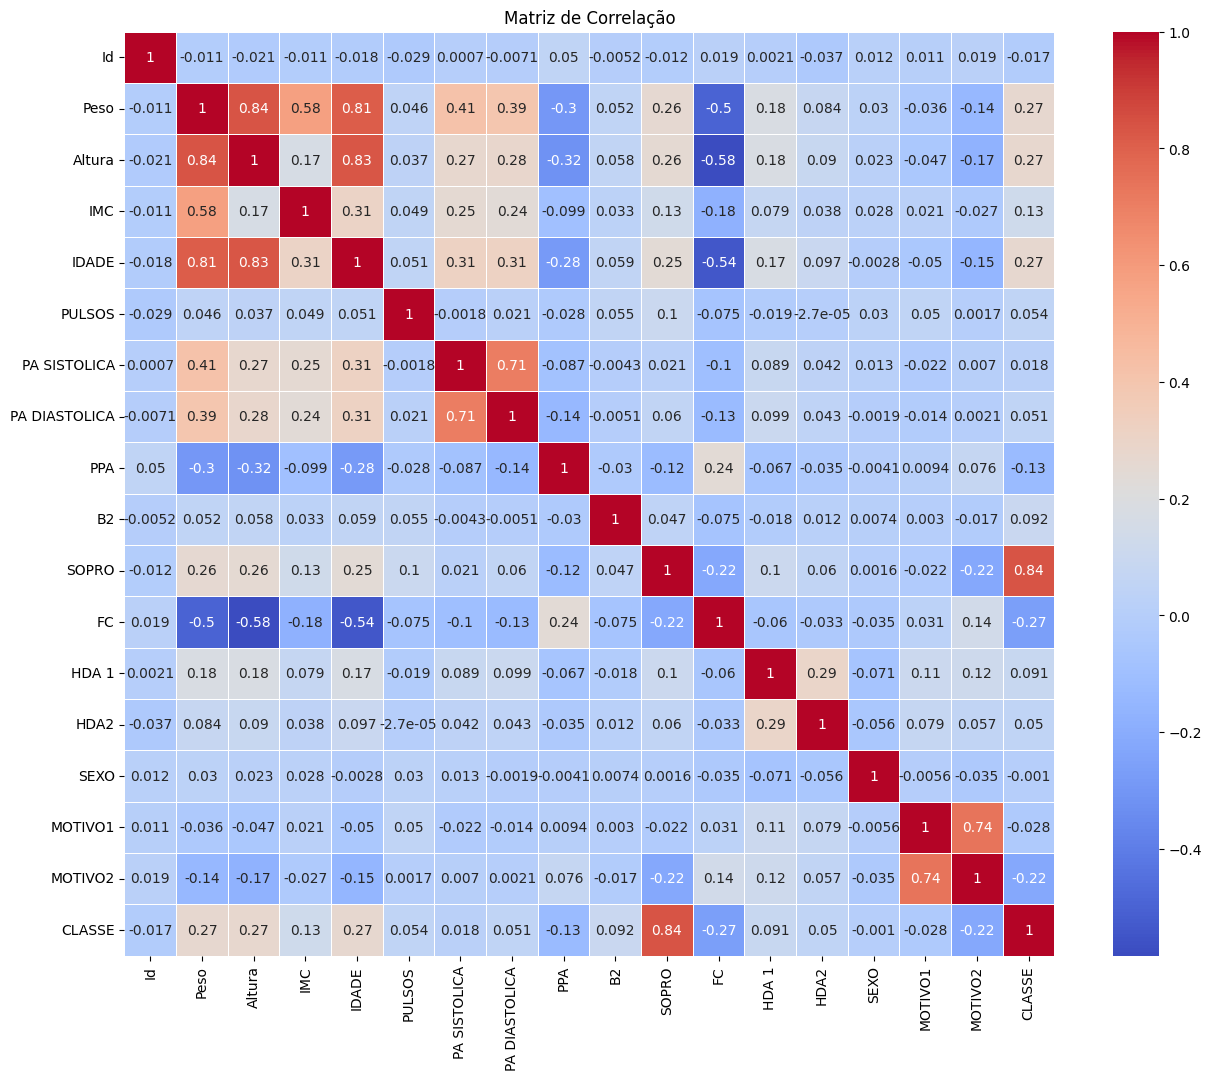 Matriz de Correlação
Id 1 -0.011 -0.021 -0.011 -0.018 -0.029 0.0007 -0.0071 0.05 -0.0052 -0.012 0.019 0.0021 -0.037 0.012 0.011 0.019 -0.017
Peso -0.011 1 0.84 0.58 0.81 0.046 0.41 0.39 -0.3 0.052 0.26 -0.5 0.18 0.084 0.03 -0.036 -0.14 0.27
Altura -0.021 0.84 1 0.17 0.83 0.037 0.27 0.28 -0.32 0.058 0.26 -0.58 0.18 0.09 0.023 -0.047 -0.17 0.27
IMC -0.011 0.58 0.17 1 0.31 0.049 0.25 0.24 -0.099 0.033 0.13 -0.18 0.079 0.038 0.028 0.021 -0.027 0.13
IDADE -0.018 0.81 0.83 0.31 1 0.051 0.31 0.31 -0.28 0.059 0.25 -0.54 0.17 0.097 -0.0028 -0.05 -0.15 0.27
PULSOS -0.029 0.046 0.037 0.049 0.051 1 -0.0018 0.021 -0.028 0.055 0.1 -0.075 -0.019 -2.7e-05 0.03 0.05 0.0017 0.054
PA SISTOLICA 0.0007 0.41 0.27 0.25 0.31 -0.0018 1 0.71 -0.087 -0.0043 0.021 -0.1 0.089 0.042 0.013 -0.022 0.007 0.018
PA DIASTOLICA -0.0071 0.39 0.28 0.24 0.31 0.021 0.71 1 -0.14 -0.0051 0.06 -0.13 0.099 0.043 -0.0019 -0.014 0.0021 0.051
PPA 0.05 -0.3 -0.32 -0.099 -0.28 -0.028 -0.087 -0.14 1 -0.03 -0.12 0.24 -0.067 -0.035 -0.0041 0.0094 0.076 -0.13
B2 -0.0052 0.052 0.058 0.033 0.059 0.055 -0.0043 -0.0051 -0.03 1 0.047 -0.075 -0.018 0.012 0.0074 0.003 -0.017 0.092
SOPRO -0.012 0.26 0.26 0.13 0.25 0.1 0.021 0.06 -0.12 0.047 1 -0.22 0.1 0.06 0.0016 -0.022 -0.22 0.84
FC 0.019 -0.5 -0.58 -0.18 -0.54 -0.075 -0.1 -0.13 0.24 -0.075 -0.22 1 -0.06 -0.033 -0.035 0.031 0.14 -0.27
HDA 1 0.0021 0.18 0.18 0.079 0.17 -0.019 0.089 0.099 -0.067 -0.018 0.1 -0.06 1 0.29 -0.071 0.11 0.12 0.091
HDA2 -0.037 0.084 0.09 0.038 0.097 -2.7e-05 0.042 0.043 -0.035 0.012 0.06 -0.033 0.29 1 -0.056 0.079 0.057 0.05
SEXO 0.012 0.03 0.023 0.028 -0.0028 0.03 0.013 -0.0019 -0.0041 0.0074 0.0016 -0.035 -0.071 -0.056 1 -0.0056 -0.035 -0.001
MOTIVO1 0.011 -0.036 -0.047 0.021 -0.05 0.05 -0.022 -0.014 0.0094 0.003 -0.022 0.031 0.11 0.079 -0.0056 1 0.74 -0.028
MOTIVO2 0.019 -0.14 -0.17 -0.027 -0.15 0.0017 0.007 0.0021 0.076 -0.017 -0.22 0.14 0.12 0.057 -0.035 0.74 1 -0.22
CLASSE -0.017 0.27 0.27 0.13 0.27 0.054 0.018 0.051 -0.13 0.092 0.84 -0.27 0.091 0.05 -0.001 -0.028 -0.22 1
Id Peso Altura IMC IDADE PULSOS PA SISTOLICA PA DIASTOLICA PPA B2 SOPRO FC HDA 1 HDA2 SEXO MOTIVO1 MOTIVO2 CLASSE
1.0
0.8
0.6
0.4
0.2
0.0
−0.2
−0.4